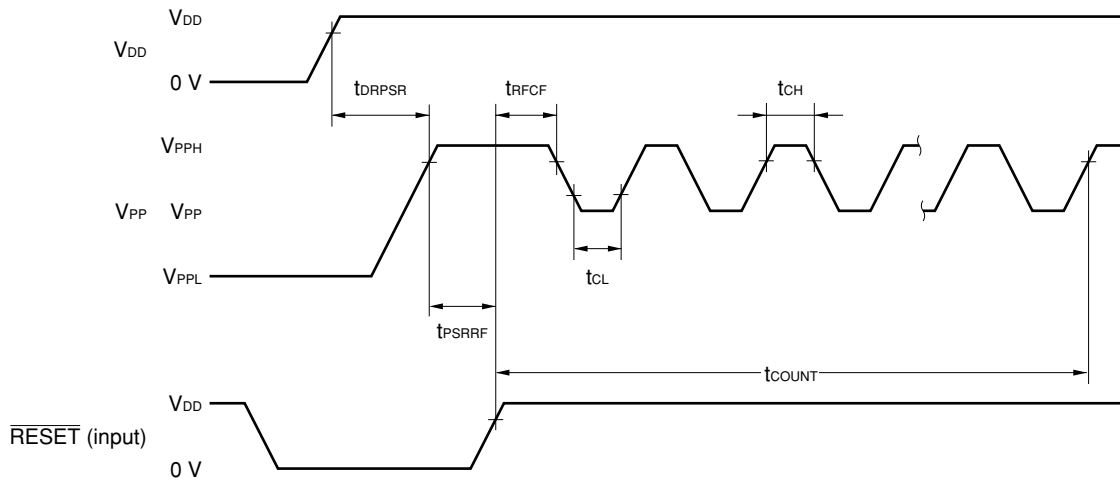 VDD
VDD
0 V
tDRPSR
tRFCF
tCH
VPPH
VPP
VPP
tCL
VPPL
tPSRRF
tCOUNT
VDD
RESET (input)
0 V